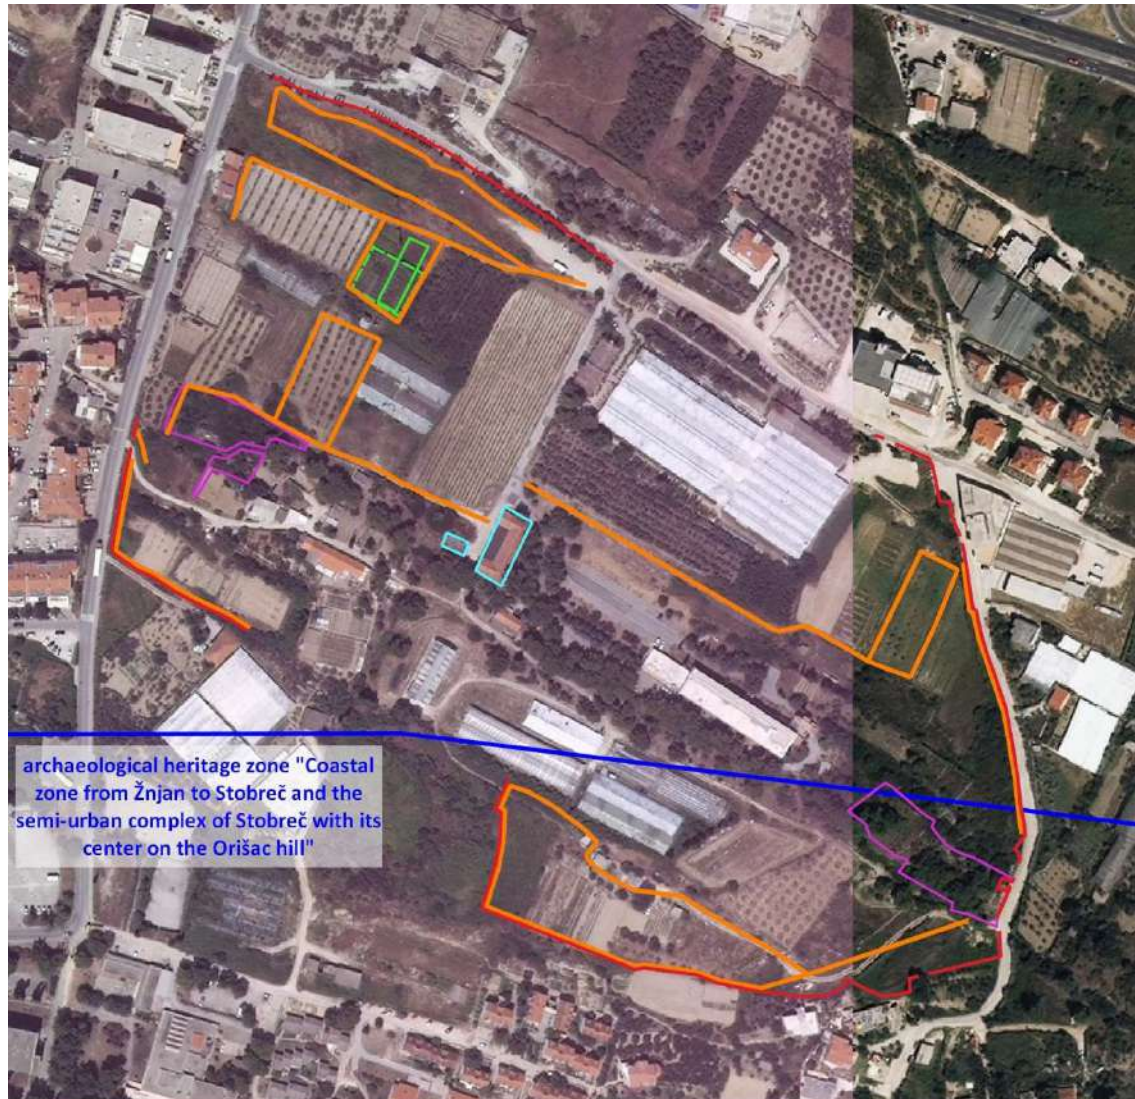 archaeological heritage zone "Coastal
zone from Žnjan to Stobreč and the
semi-urban complex of Stobreč with its
center on the Orišac hill"